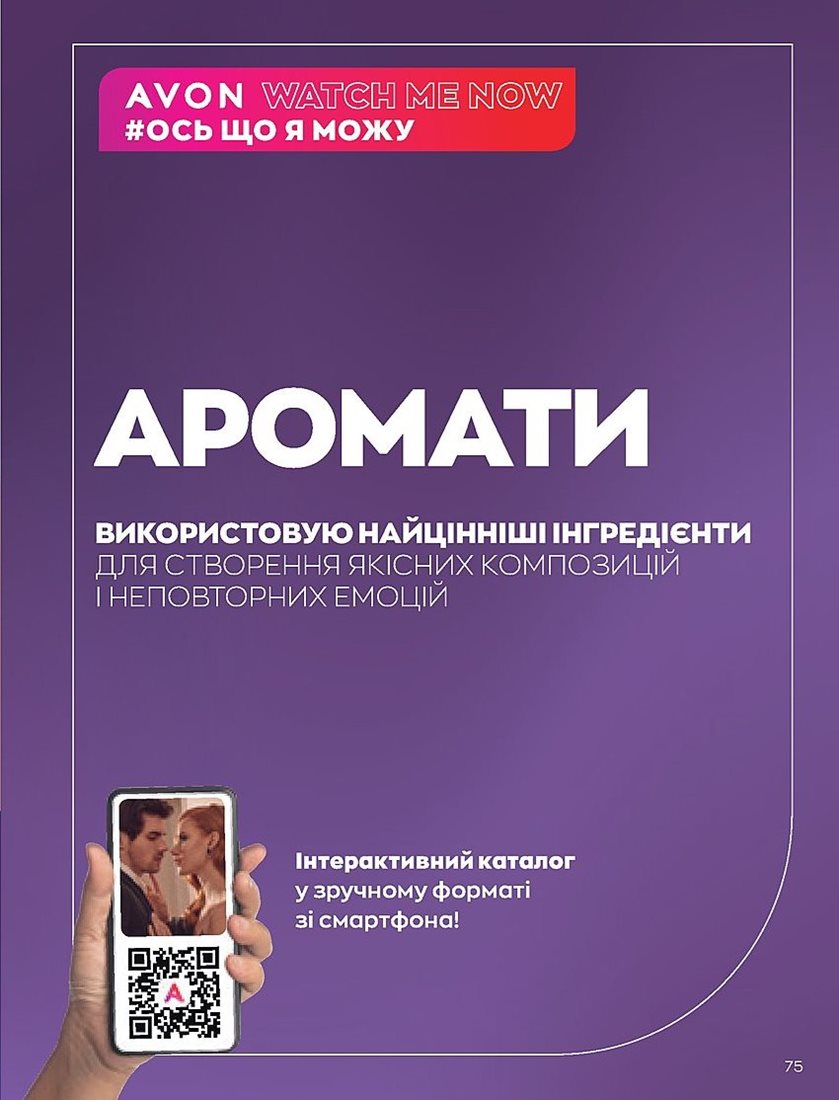 AVON WATCH ME NOW
#ОСЬ ЩО Я МОЖУ
АРОМАТИ
ВИКОРИСТОВУЮ НАЙЦІННІШІ ІНГРЕДІЄНТИ
ДЛЯ СТВОРЕННЯ ЯКІСНИХ КОМПОЗИЦІЙ
І НЕПОВТОРНИХ ЕМОЦІЙ
Інтерактивний каталог
у зручному форматі
зі смартфона!
A
75